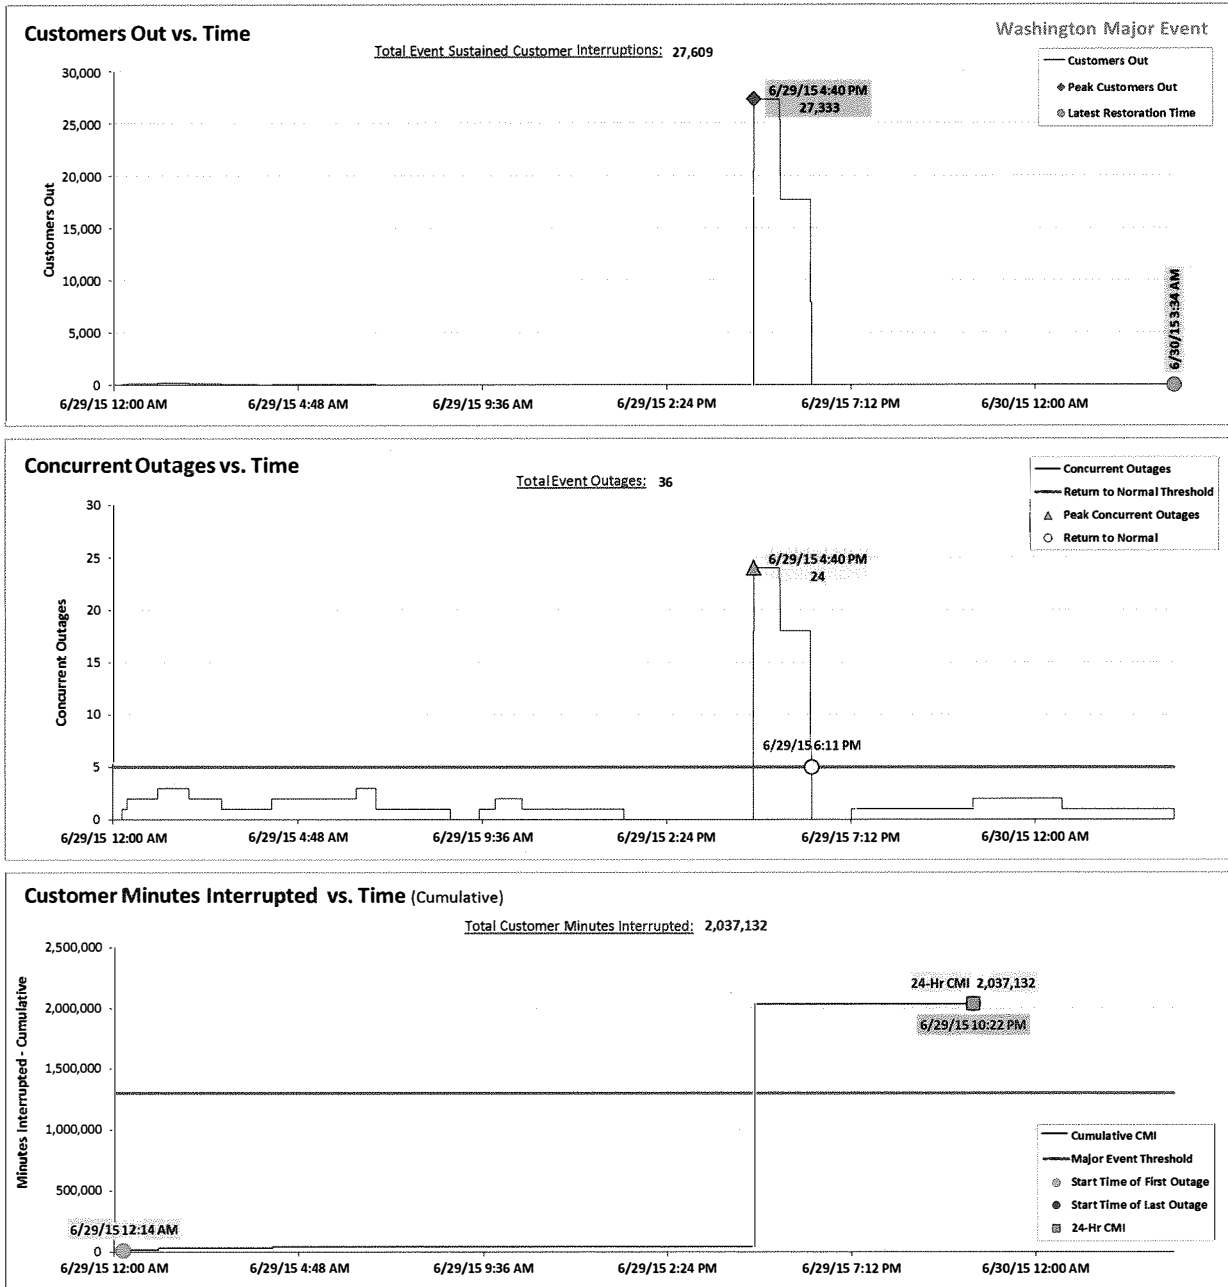 Customers Out vs. Time
Washington Major Event
Total Event Sustained Customer Interruptions: 27,609
Customers Out
Peak Customers Out
Latest Restoration Time
30,000
25,000
20,000
15,000
10,000
5,000
0
Customers Out
6/29/15 4:40 PM
27,333
6/30/15 3:34 AM
6/29/15 12:00 AM
6/29/15 4:48 AM
6/29/15 9:36 AM
6/29/15 2:24 PM
6/29/15 7:12 PM
6/30/15 12:00 AM
Concurrent Outages vs. Time
Total Event Outages: 36
Concurrent Outages
Return to Normal Threshold
Peak Concurrent Outages
Return to Normal
30
25
20
15
10
5
0
Concurrent Outages
6/29/15 4:40 PM
24
6/29/15 6:11 PM
6/29/15 12:00 AM
6/29/15 4:48 AM
6/29/15 9:36 AM
6/29/15 2:24 PM
6/29/15 7:12 PM
6/30/15 12:00 AM
Customer Minutes Interrupted vs. Time (Cumulative)
Total Customer Minutes Interrupted: 2,037,132
2,500,000
2,000,000
1,500,000
1,000,000
500,000
0
Minutes Interrupted - Cumulative
24-Hr CMI 2,037,132
6/29/15 10:22 PM
Cumulative CMI
Major Event Threshold
Start Time of First Outage
Start Time of Last Outage
24-Hr CMI
6/29/15 12:14 AM
6/29/15 12:00 AM
6/29/15 4:48 AM
6/29/15 9:36 AM
6/29/15 2:24 PM
6/29/15 7:12 PM
6/30/15 12:00 AM